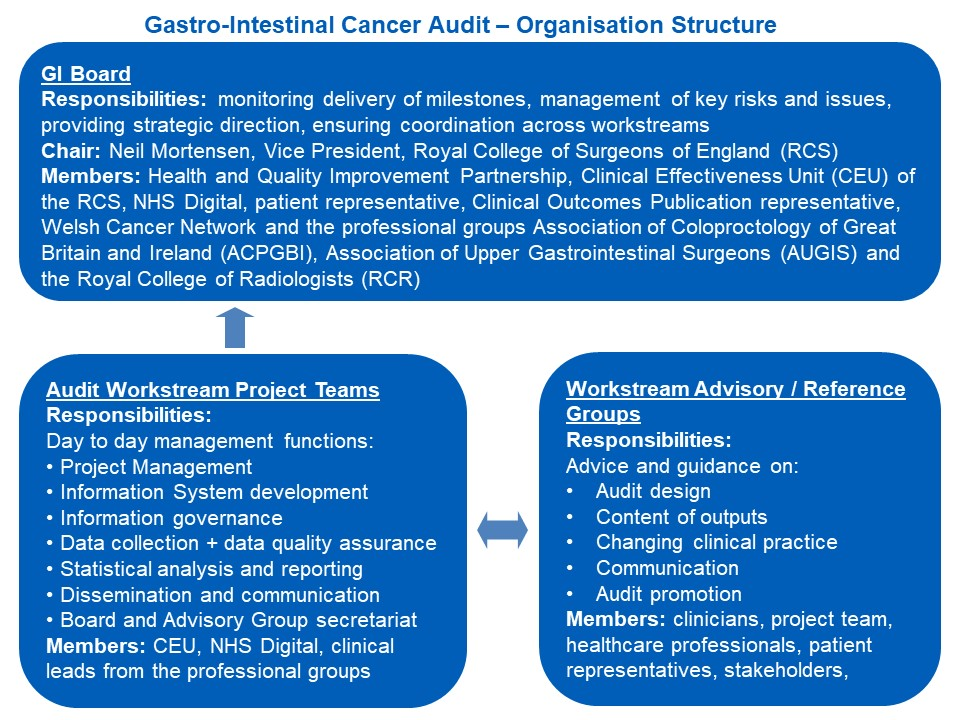 Gastro-Intestinal Cancer Audit – Organisation Structure
GI Board
Responsibilities: monitoring delivery of milestones, management of key risks and issues,
providing strategic direction, ensuring coordination across workstreams
Chair: Neil Mortensen, Vice President, Royal College of Surgeons of England (RCS)
Members: Health and Quality Improvement Partnership, Clinical Effectiveness Unit (CEU) of
the RCS, NHS Digital, patient representative, Clinical Outcomes Publication representative,
Welsh Cancer Network and the professional groups Association of Coloproctology of Great
Britain and Ireland (ACPGBI), Association of Upper Gastrointestinal Surgeons (AUGIS) and
the Royal College of Radiologists (RCR)
Audit Workstream Project Teams
Responsibilities:
Day to day management functions:
• Project Management
• Information System development
• Information governance
• Data collection + data quality assurance
• Statistical analysis and reporting
• Dissemination and communication
• Board and Advisory Group secretariat
Members: CEU, NHS Digital, clinical
leads from the professional groups
Workstream Advisory / Reference
Groups
Responsibilities:
Advice and guidance on:
• Audit design
• Content of outputs
• Changing clinical practice
• Communication
• Audit promotion
Members: clinicians, project team,
healthcare professionals, patient
representatives, stakeholders,